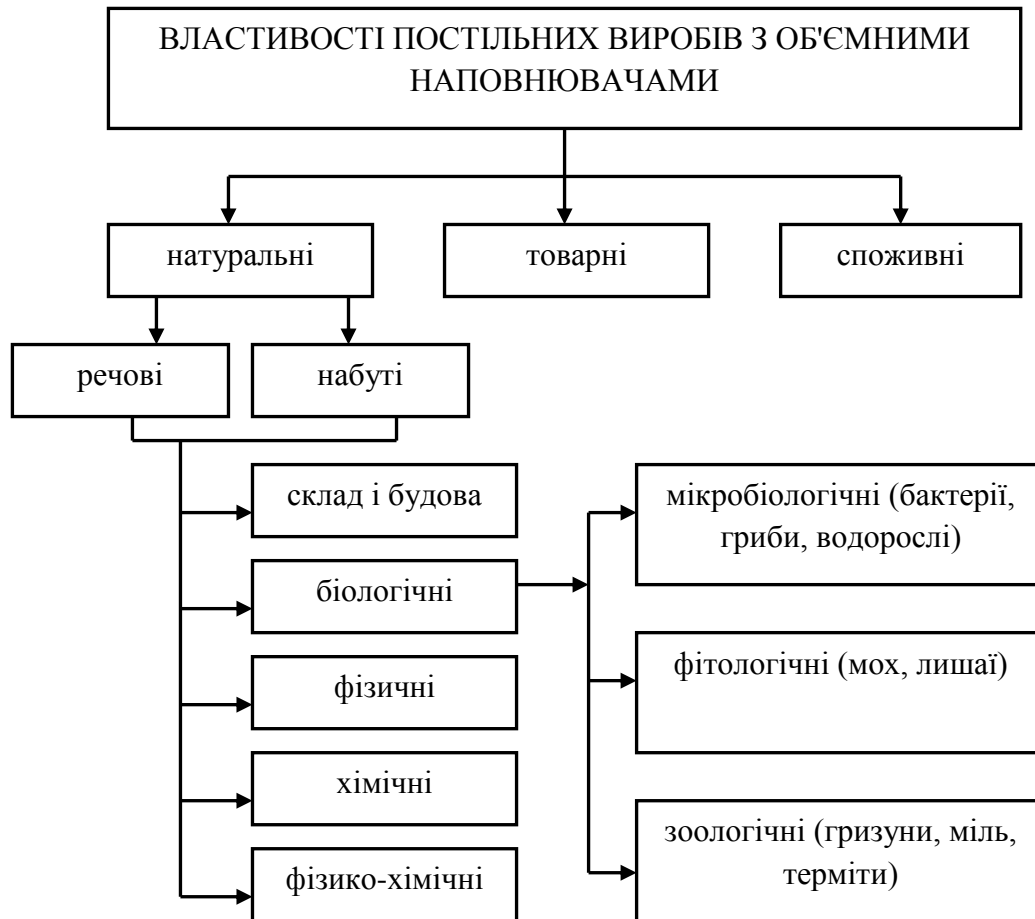 ВЛАСТИВОСТІ ПОСТІЛЬНИХ ВИРОБІВ З ОБ'ЄМНИМИ
НАПОВНЮВАЧАМИ
натуральні
товарні
споживні
речові
набуті
склад і будова
біологічні
фізичні
хімічні
фізико-хімічні
мікробіологічні (бактерії,
гриби, водорослі)
фітологічні (мох, лишаї)
зоологічні (гризуни, міль,
терміти)